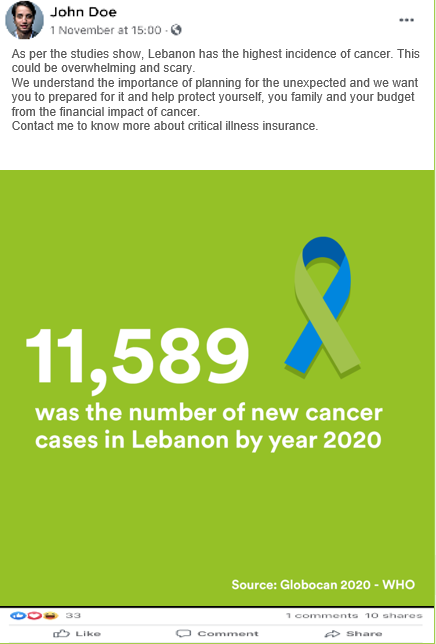 John Doe
1 November at 15:00 ·
As per the studies show, Lebanon has the highest incidence of cancer. This
could be overwhelming and scary.
We understand the importance of planning for the unexpected and we want
you to prepared for it and help protect yourself, you family and your budget
from the financial impact of cancer.
Contact me to know more about critical illness insurance.
11,589
was the number of new cancer
cases in Lebanon by year 2020
Source: Globocan 2020 - WHO
33 1 comments 10 shares
Like Comment Share